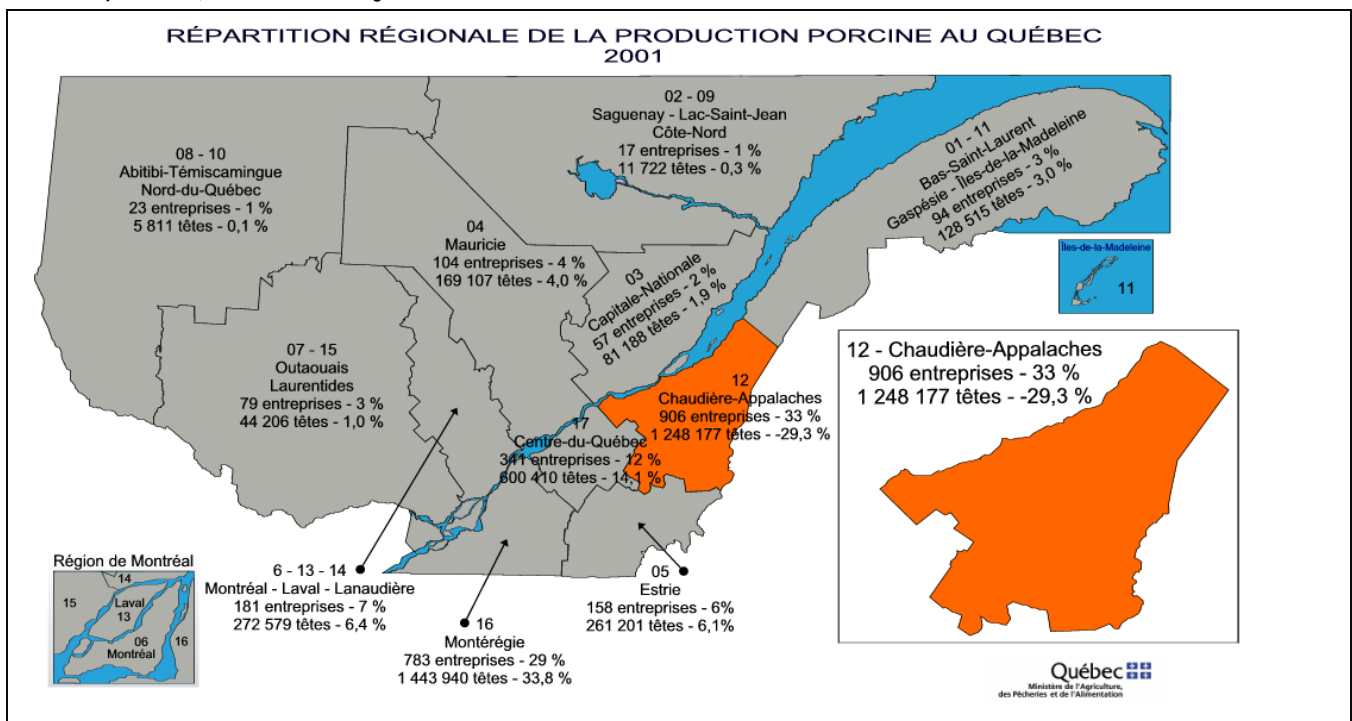 RÉPARTITION RÉGIONALE DE LA PRODUCTION PORCINE AU QUÉBEC
2001
02 - 09
Saguenay - Lac-Saint-Jean
Côte-Nord
17 entreprises - 1 %
11 722 têtes - 0,3 %
01 - 11
Bas-Saint-Laurent
Gaspésie - Îles-de-la-Madeleine
94 entreprises - 3 %
128 515 têtes - 3,0 %
08 - 10
Abitibi-Témiscamingue
Nord-du-Québec
23 entreprises - 1 %
5 811 têtes - 0,1 %
04
Mauricie
104 entreprises - 4 %
169 107 têtes - 4,0 %
03
Capitale-Nationale
57 entreprises - 2 %
81 188 têtes - 1,9 %
Îles-de-la-Madeleine
11
07 - 15
Outaouais
Laurentides
79 entreprises - 3 %
44 206 têtes - 1,0 %
12
Chaudière-Appalaches
906 entreprises - 33 %
1 248 177 têtes - -29,3 %
12 - Chaudière-Appalaches
906 entreprises - 33 %
1 248 177 têtes - -29,3 %
17
Centre-du-Québec
341 entreprises - 12 %
600 410 têtes - 14,1 %
Région de Montréal
14
15
Laval
13
06
Montréal
16
6 - 13 - 14
Montréal - Laval - Lanaudière
181 entreprises - 7 %
272 579 têtes - 6,4 %
16
Montérégie
783 entreprises - 29 %
1 443 940 têtes - 33,8 %
05
Estrie
158 entreprises - 6%
261 201 têtes - 6,1%
Québec
Ministère de l'Agriculture,
des Pêcheries et de l'Alimentation